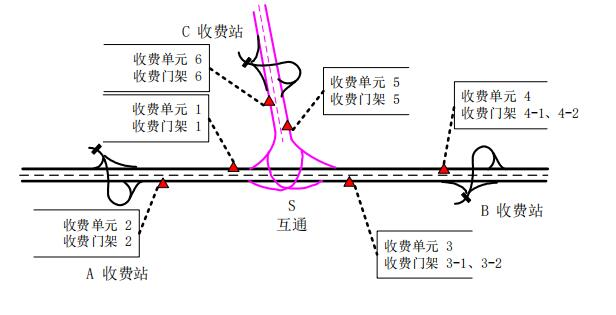 C 收费站
收费单元 6
收费门架 6
收费单元 5
收费门架 5
收费单元 1
收费门架 1
收费单元 4
收费门架 4-1、4-2
S
互通
B 收费站
收费单元 2
收费门架 2
收费单元 3
收费门架 3-1、3-2
A 收费站